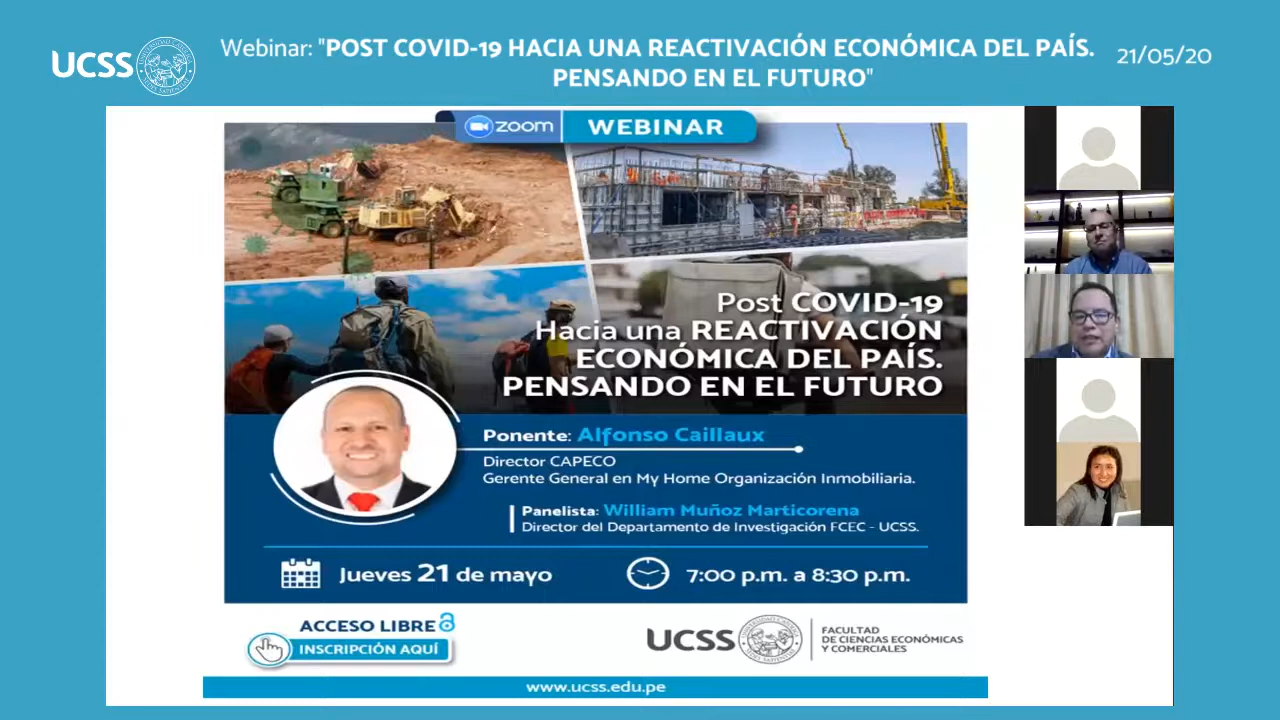 UCSS
Webinar: "POST COVID-19 HACIA UNA REACTIVACIÓN ECONÓMICA DEL PAÍS.
PENSANDO EN EL FUTURO"
21/05/20
zoom
WEBINAR
Post COVID-19
Hacia una REACTIVACIÓN
ECONÓMICA DEL PAÍS.
PENSANDO EN EL FUTURO
Ponente: Alfonso Caillaux
Director CAPECO
Gerente General en My Home Organización Inmobiliaria.
Panelista: William Muñoz Marticorena
Director del Departamento de Investigación FCEC - UCSS.
Jueves 21 de mayo
7:00 p.m. a 8:30 p.m.
ACCESO LIBRE
INSCRIPCIÓN AQUÍ
UCSS
FACULTAD
DE CIENCIAS ECONÓMICAS
Y COMERCIALES
www.ucss.edu.pe